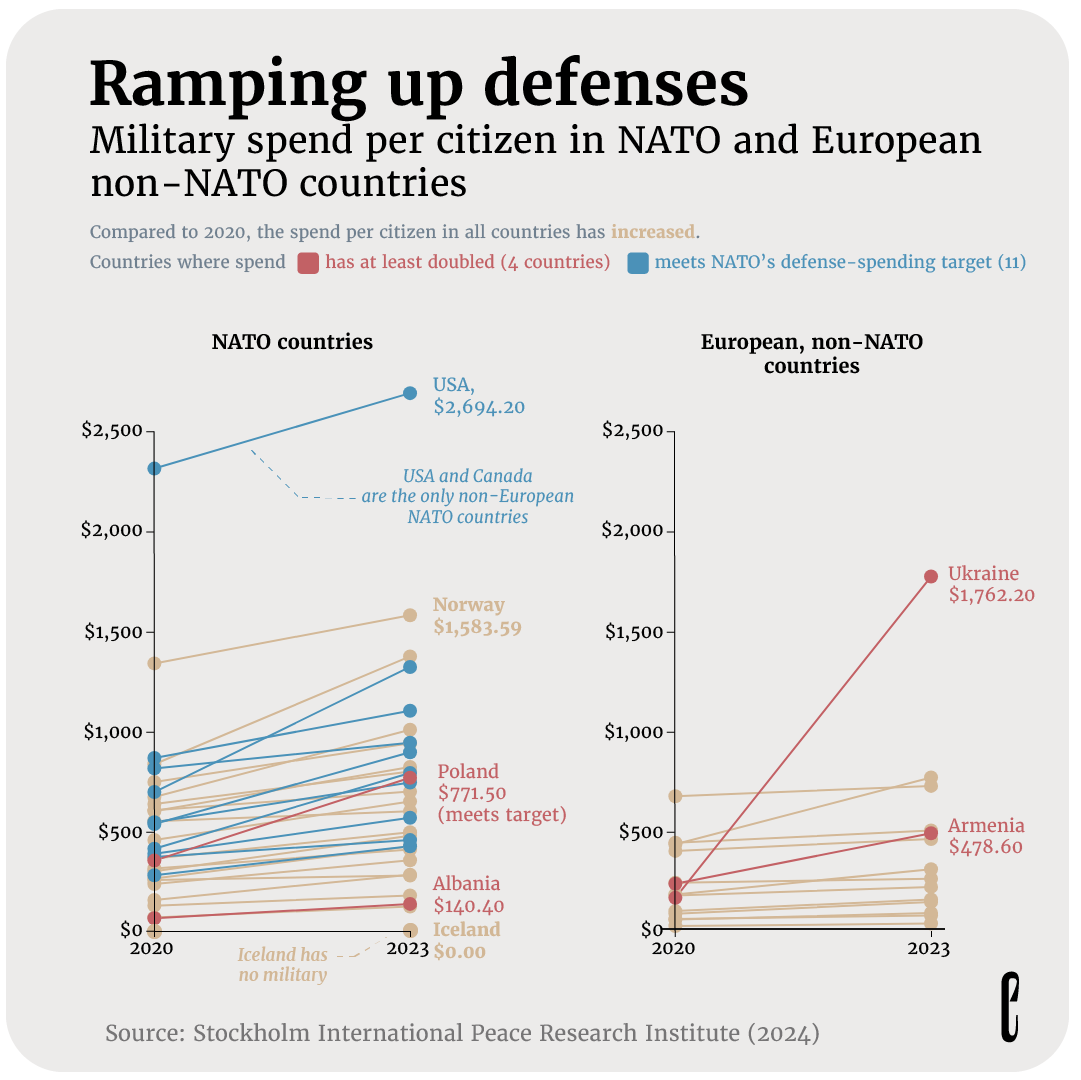 Ramping up defenses
Military spend per citizen in NATO and European
non-NATO countries
Compared to 2020, the spend per citizen in all countries has increased.
Countries where spend has at least doubled (4 countries) meets NATO's defense-spending target (11)
NATO countries
USA,
$2,694.20
$2,500
USA and Canada
are the only non-European
NATO countries
$2,000
Norway
$1,583.59
$1,500
$1,000
Poland
$771.50
(meets target)
$500
Albania
$140.40
$0
Iceland
$0.00
2020
2023
Iceland has
no military
European, non-NATO
countries
$2,500
$2,000
Ukraine
$1,762.20
$1,500
$1,000
$500
Armenia
$478.60
$0
2020
2023
Source: Stockholm International Peace Research Institute (2024)